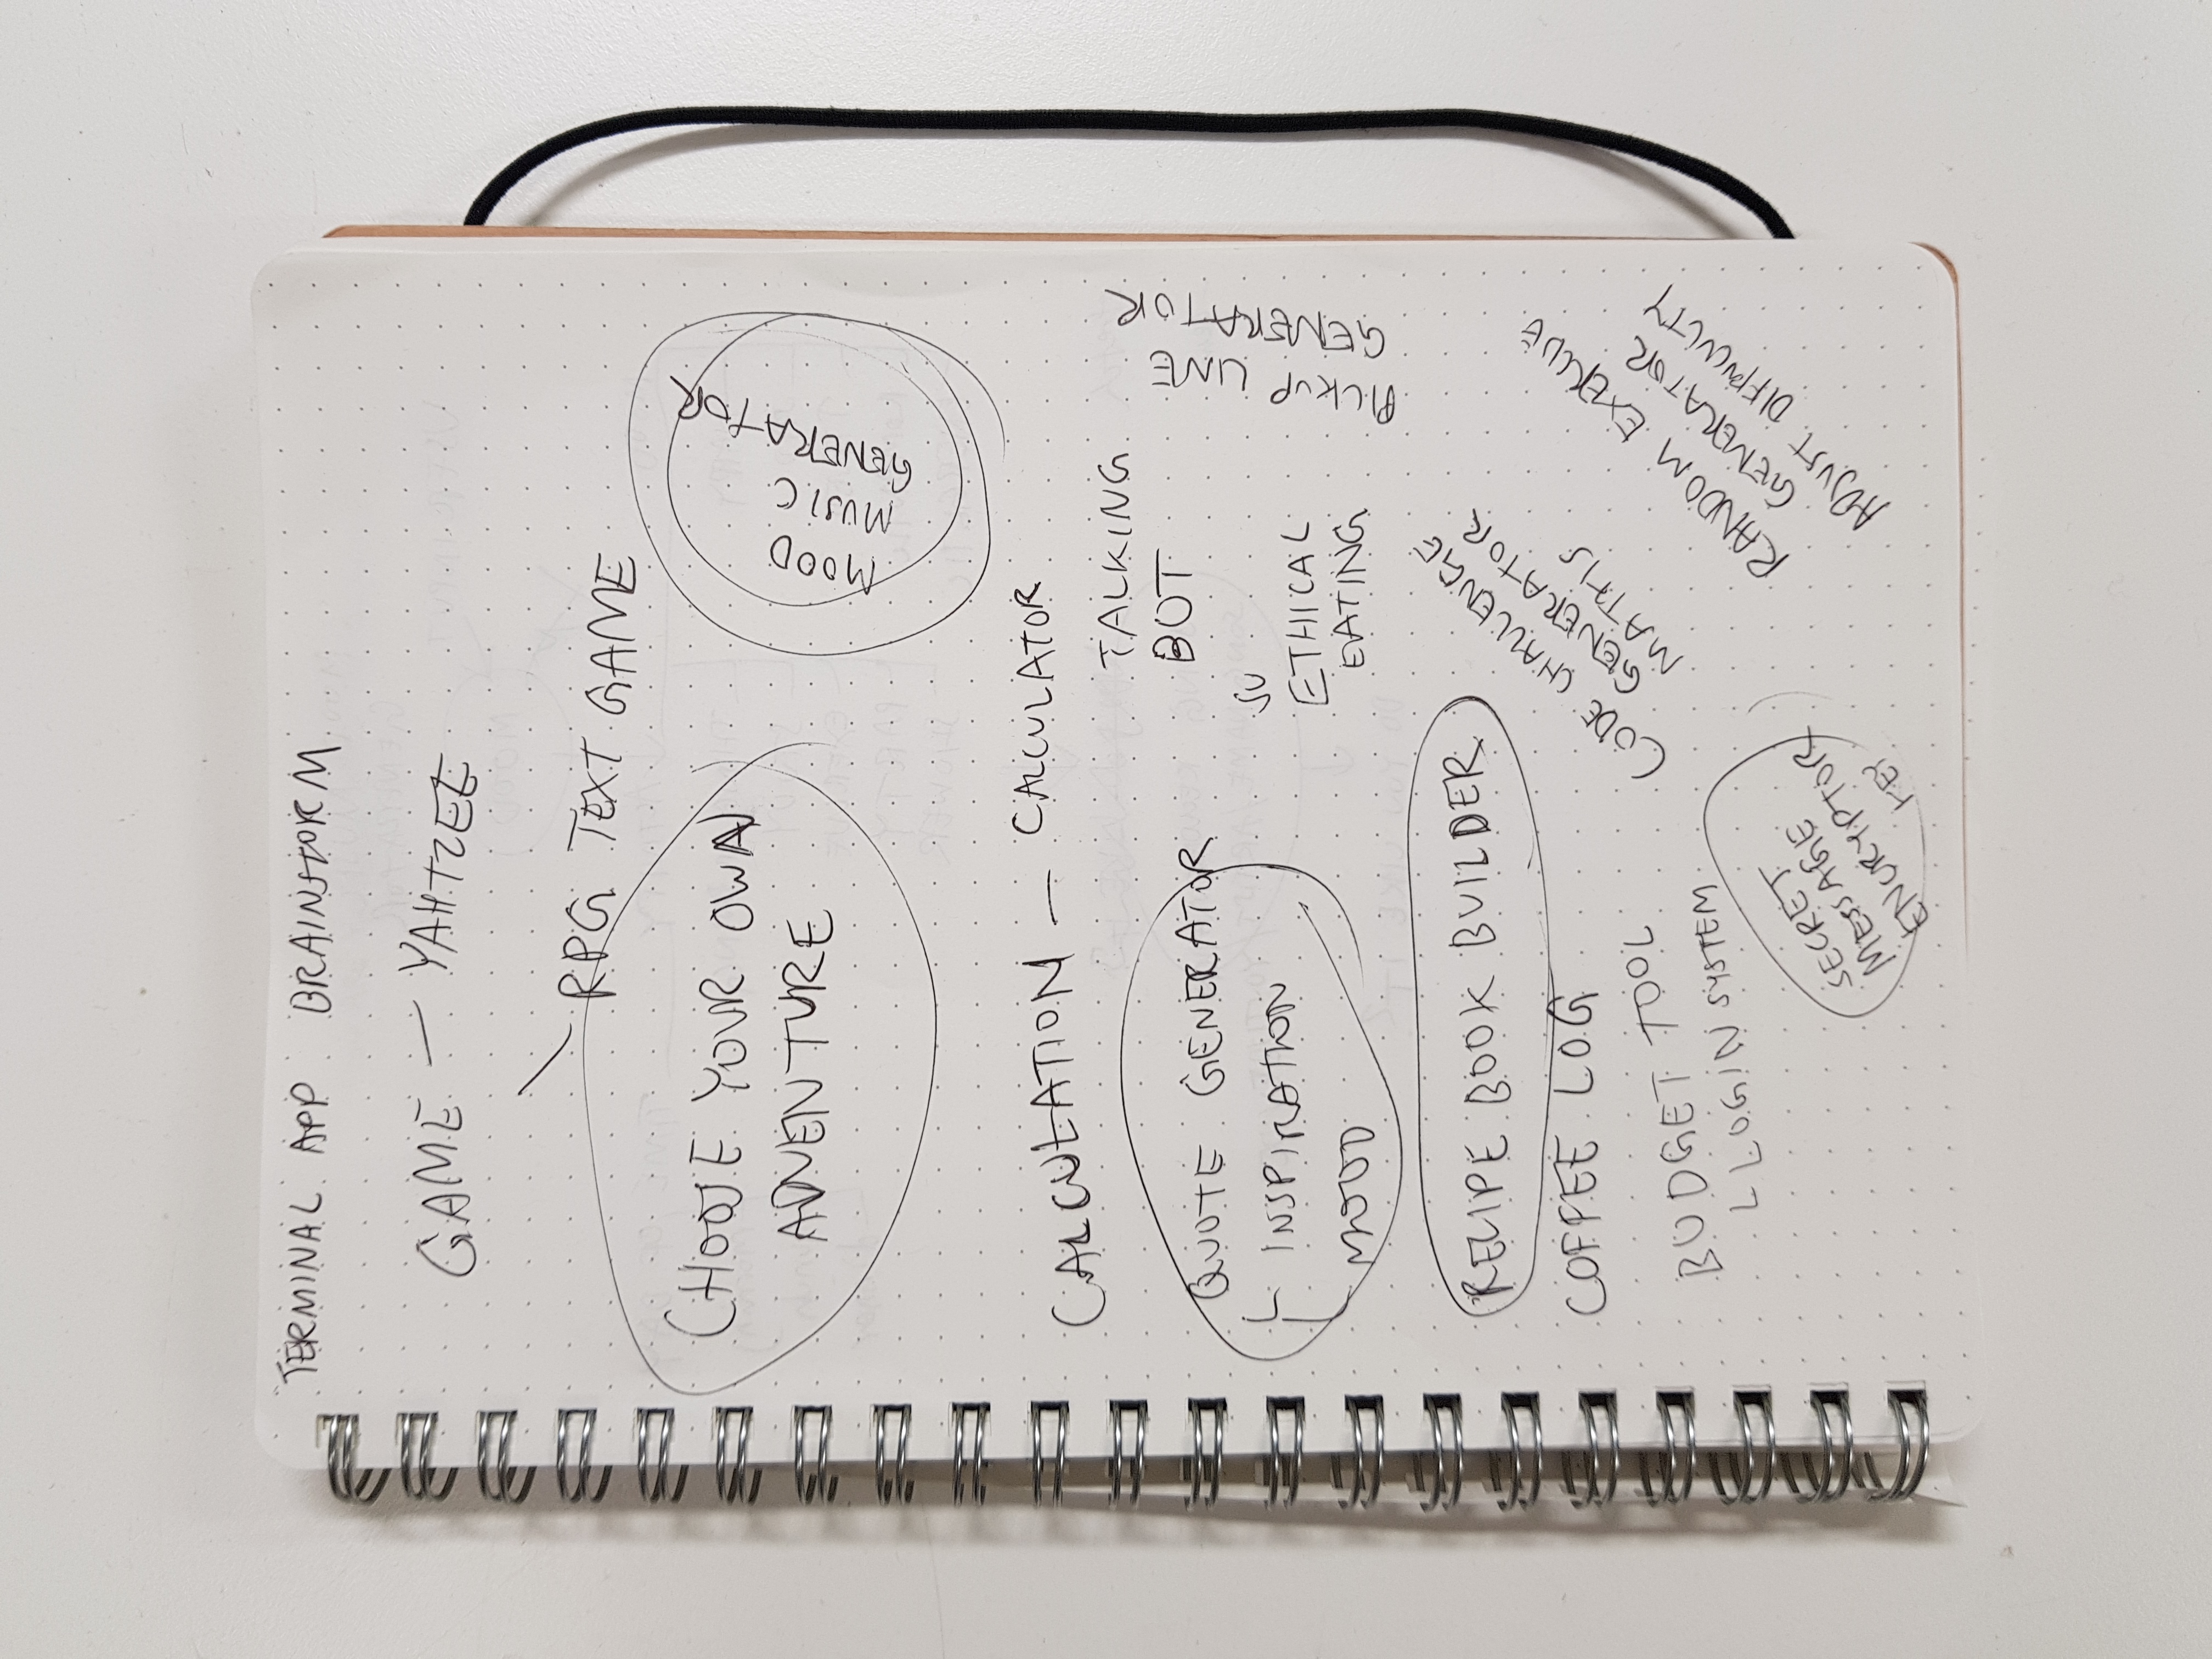 TERMINAL APP BRAINSTORM
GAME — YAHTZEE
RPG TEXT GAME
CHOOSE YOUR OWN
ADVENTURE
MOOD
MUSIC
GENERATOR
CALCULATION — CALCULATOR
TALKING
BOT
QUOTE GENERATOR
INSPIRATION
MOOD
SU
ETHICAL
EATING
PICKUP LINE
GENERATOR
RECIPE BOOK BUILDER
COFFEE LOG
BUDGET TOOL
LOGIN SYSTEM
CODE CHALLENGE
GENERATOR
MATHS
RANDOM EXERCISE
GENERATOR
ADJUST DIFFICULTY
SECRET
MESSAGE
ENCRYPTOR
KEY